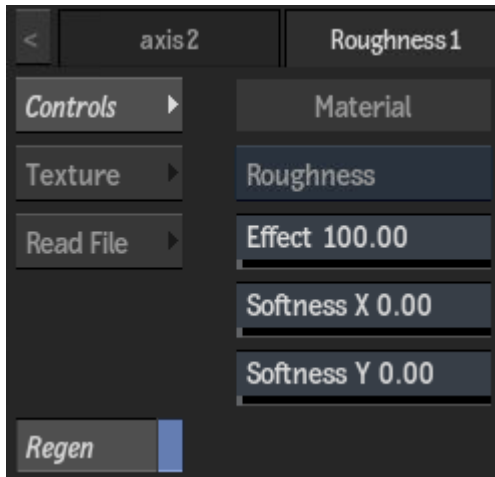 < axis2 Roughness1
Controls Material
Texture Roughness
Read File Effect 100.00
Softness X 0.00
Softness Y 0.00
Regen